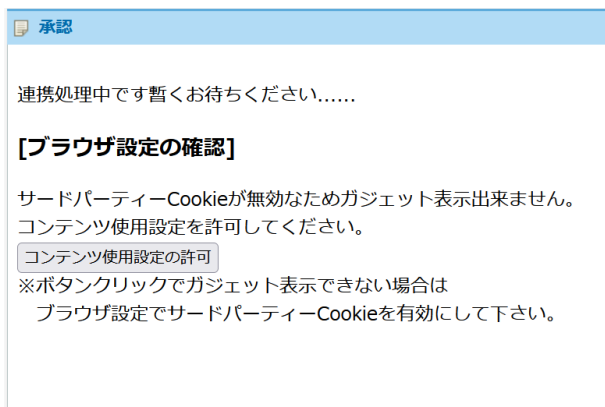 承認
連携処理中です暫くお待ちください……
[ブラウザ設定の確認]
サードパーティーCookieが無効なためガジェット表示出来ません。
コンテンツ使用設定を許可してください。
コンテンツ使用設定の許可
※ボタンクリックでガジェット表示できない場合は
ブラウザ設定でサードパーティーCookieを有効にして下さい。